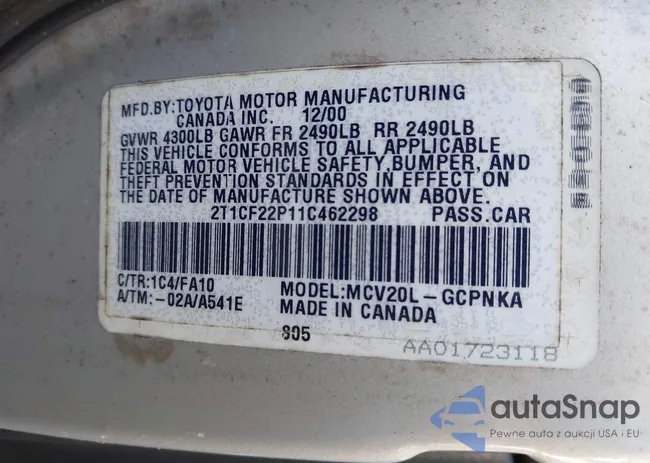 MFD.BY:TOYOTA MOTOR MANUFACTURING
CANADA INC. 12/00
GVWR 4300LB GAWR FR 2490LB RR 2490LB
THIS VEHICLE CONFORMS TO ALL APPLICABLE
FEDERAL MOTOR VEHICLE SAFETY,BUMPER, AND
THEFT PREVENTION STANDARDS IN EFFECT ON
THE DATE OF MANUFACTURE SHOWN ABOVE.
2T1CF22P11C462298 PASS.CAR
C/TR:1C4/FA10 MODEL:MCV20L-GCPNKA
A/TM:-02A/A541E MADE IN CANADA
805
AA01723118
autaSnap
Pewne auta z aukcji USA i EU